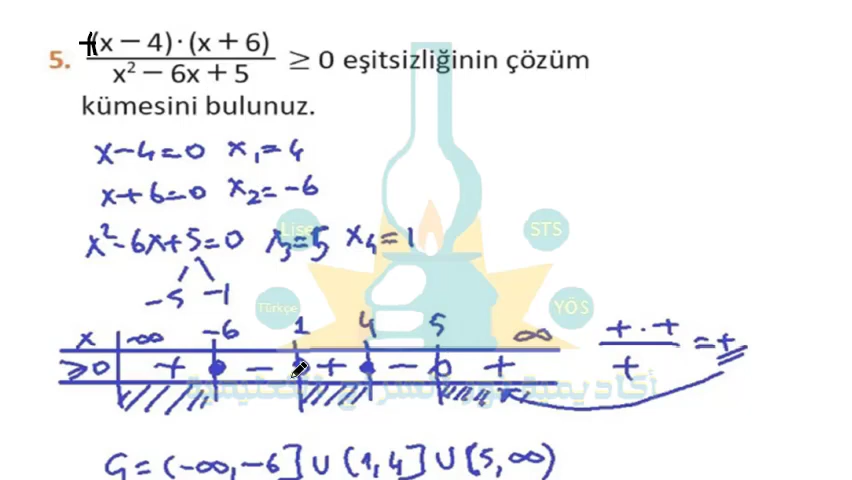 5. (x – 4)·(x + 6) / x² – 6x + 5 ≥ 0 eşitsizliğinin çözüm
kümesini bulunuz.
x-4=0 x₁=4
x+6=0 x₂=-6
x²-6x+5=0 x₃=5 x₄=1
-5 -1
Lise STS
Türkçe YÖS
x -∞ -6 1 4 5 ∞
≥0 + - + - 0 +
+·+ / + = +
Ç=(-∞,-6]∪(1,4]∪(5,∞)